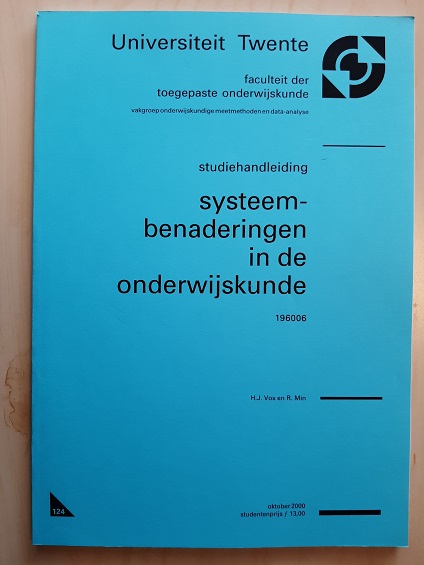 Universiteit Twente
faculteit der
toegepaste onderwijskunde
vakgroep onderwijskundige meetmethoden en data-analyse
studiehandleiding
systeem-
benaderingen
in de
onderwijskunde
196006
H.J. Vos en R. Min
124
oktober 2000
studentenprijs ƒ 13,00